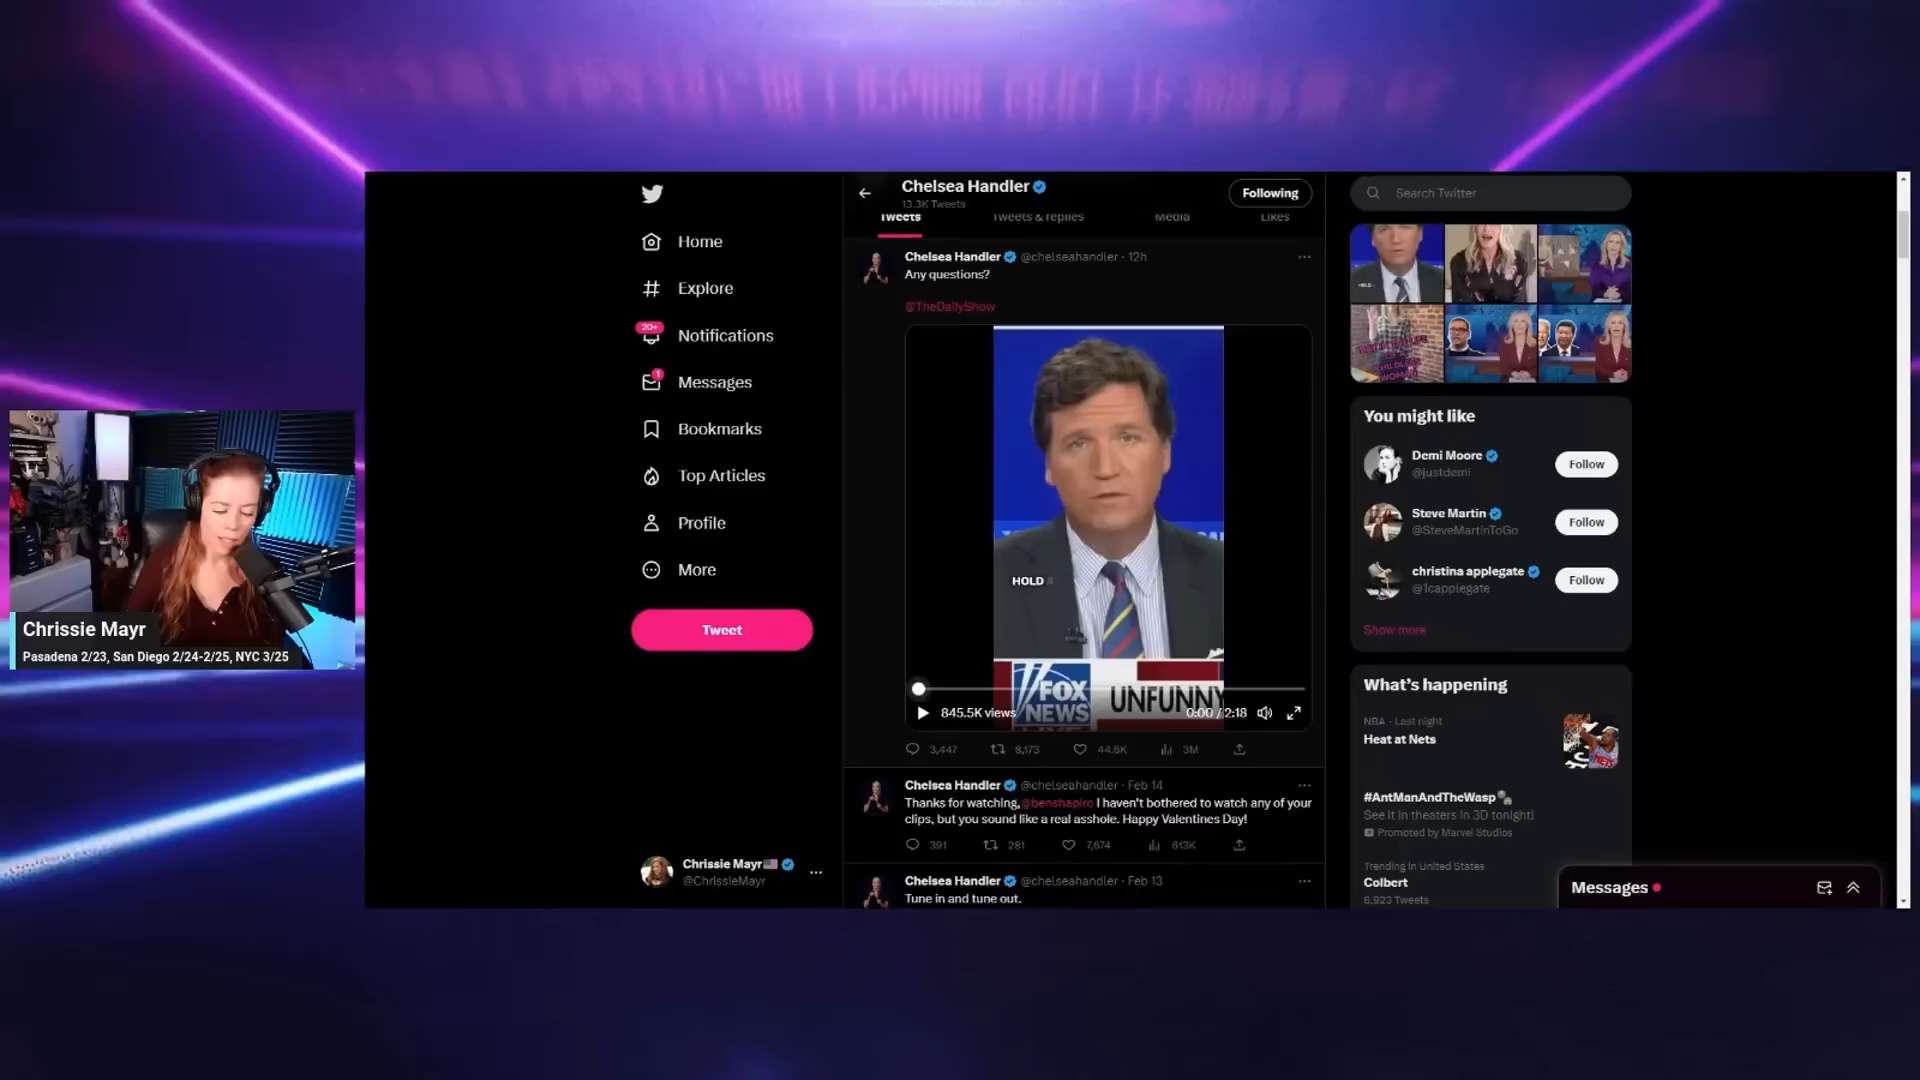 Home
Explore
20+
Notifications
1
Messages
Bookmarks
Top Articles
Profile
More
Tweet
Chrissie Mayr
@ChrissieMayr
Chrissie Mayr
Pasadena 2/23, San Diego 2/24-2/25, NYC 3/25
Chelsea Handler
13.3K Tweets
Following
Tweets
Tweets & replies
Media
Likes
Chelsea Handler @chelseahandler · 12h
Any questions?
@TheDailyShow
HOLD
FOX
NEWS
UNFUNNY
845.5K views
0:00 / 2:18
3,447
8,173
44.6K
3M
Chelsea Handler @chelseahandler · Feb 14
Thanks for watching, @benshapiro I haven't bothered to watch any of your
clips, but you sound like a real asshole. Happy Valentines Day!
391
281
7,674
613K
Chelsea Handler @chelseahandler · Feb 13
Tune in and tune out.
Search Twitter
HOLD
WOMAN
You might like
Demi Moore
@justdemi
Follow
Steve Martin
@SteveMartinToGo
Follow
christina applegate
@1capplegate
Follow
Show more
What's happening
NBA · Last night
Heat at Nets
#AntManAndTheWasp
See it in theaters in 3D tonight!
Promoted by Marvel Studios
Trending in United States
Colbert
6,923 Tweets
Messages